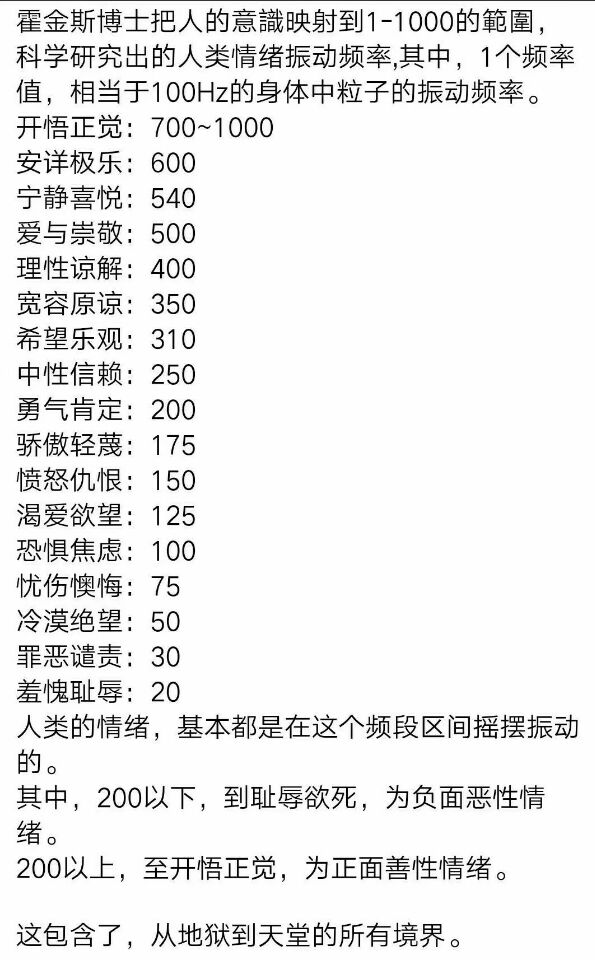 霍金斯博士把人的意識映射到1-1000的範圍，
科学研究出的人类情绪振动频率,其中，1个频率
值，相当于100Hz的身体中粒子的振动频率。
开悟正觉：700~1000
安详极乐：600
宁静喜悦：540
爱与崇敬：500
理性谅解：400
宽容原谅：350
希望乐观：310
中性信赖：250
勇气肯定：200
骄傲轻蔑：175
愤怒仇恨：150
渴爱欲望：125
恐惧焦虑：100
忧伤懊悔：75
冷漠绝望：50
罪恶谴责：30
羞愧耻辱：20
人类的情绪，基本都是在这个频段区间摇摆振动
的。
其中，200以下，到耻辱欲死，为负面恶性情
绪。
200以上，至开悟正觉，为正面善性情绪。
这包含了，从地狱到天堂的所有境界。